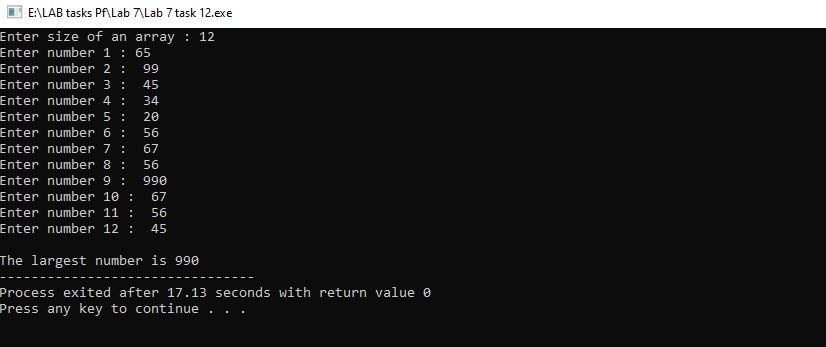 E:\LAB tasks Pf\Lab 7\Lab 7 task 12.exe
Enter size of an array : 12
Enter number 1 : 65
Enter number 2 :  99
Enter number 3 :  45
Enter number 4 :  34
Enter number 5 :  20
Enter number 6 :  56
Enter number 7 :  67
Enter number 8 :  56
Enter number 9 :  990
Enter number 10 :  67
Enter number 11 :  56
Enter number 12 :  45
The largest number is 990
--------------------------------
Process exited after 17.13 seconds with return value 0
Press any key to continue . . .